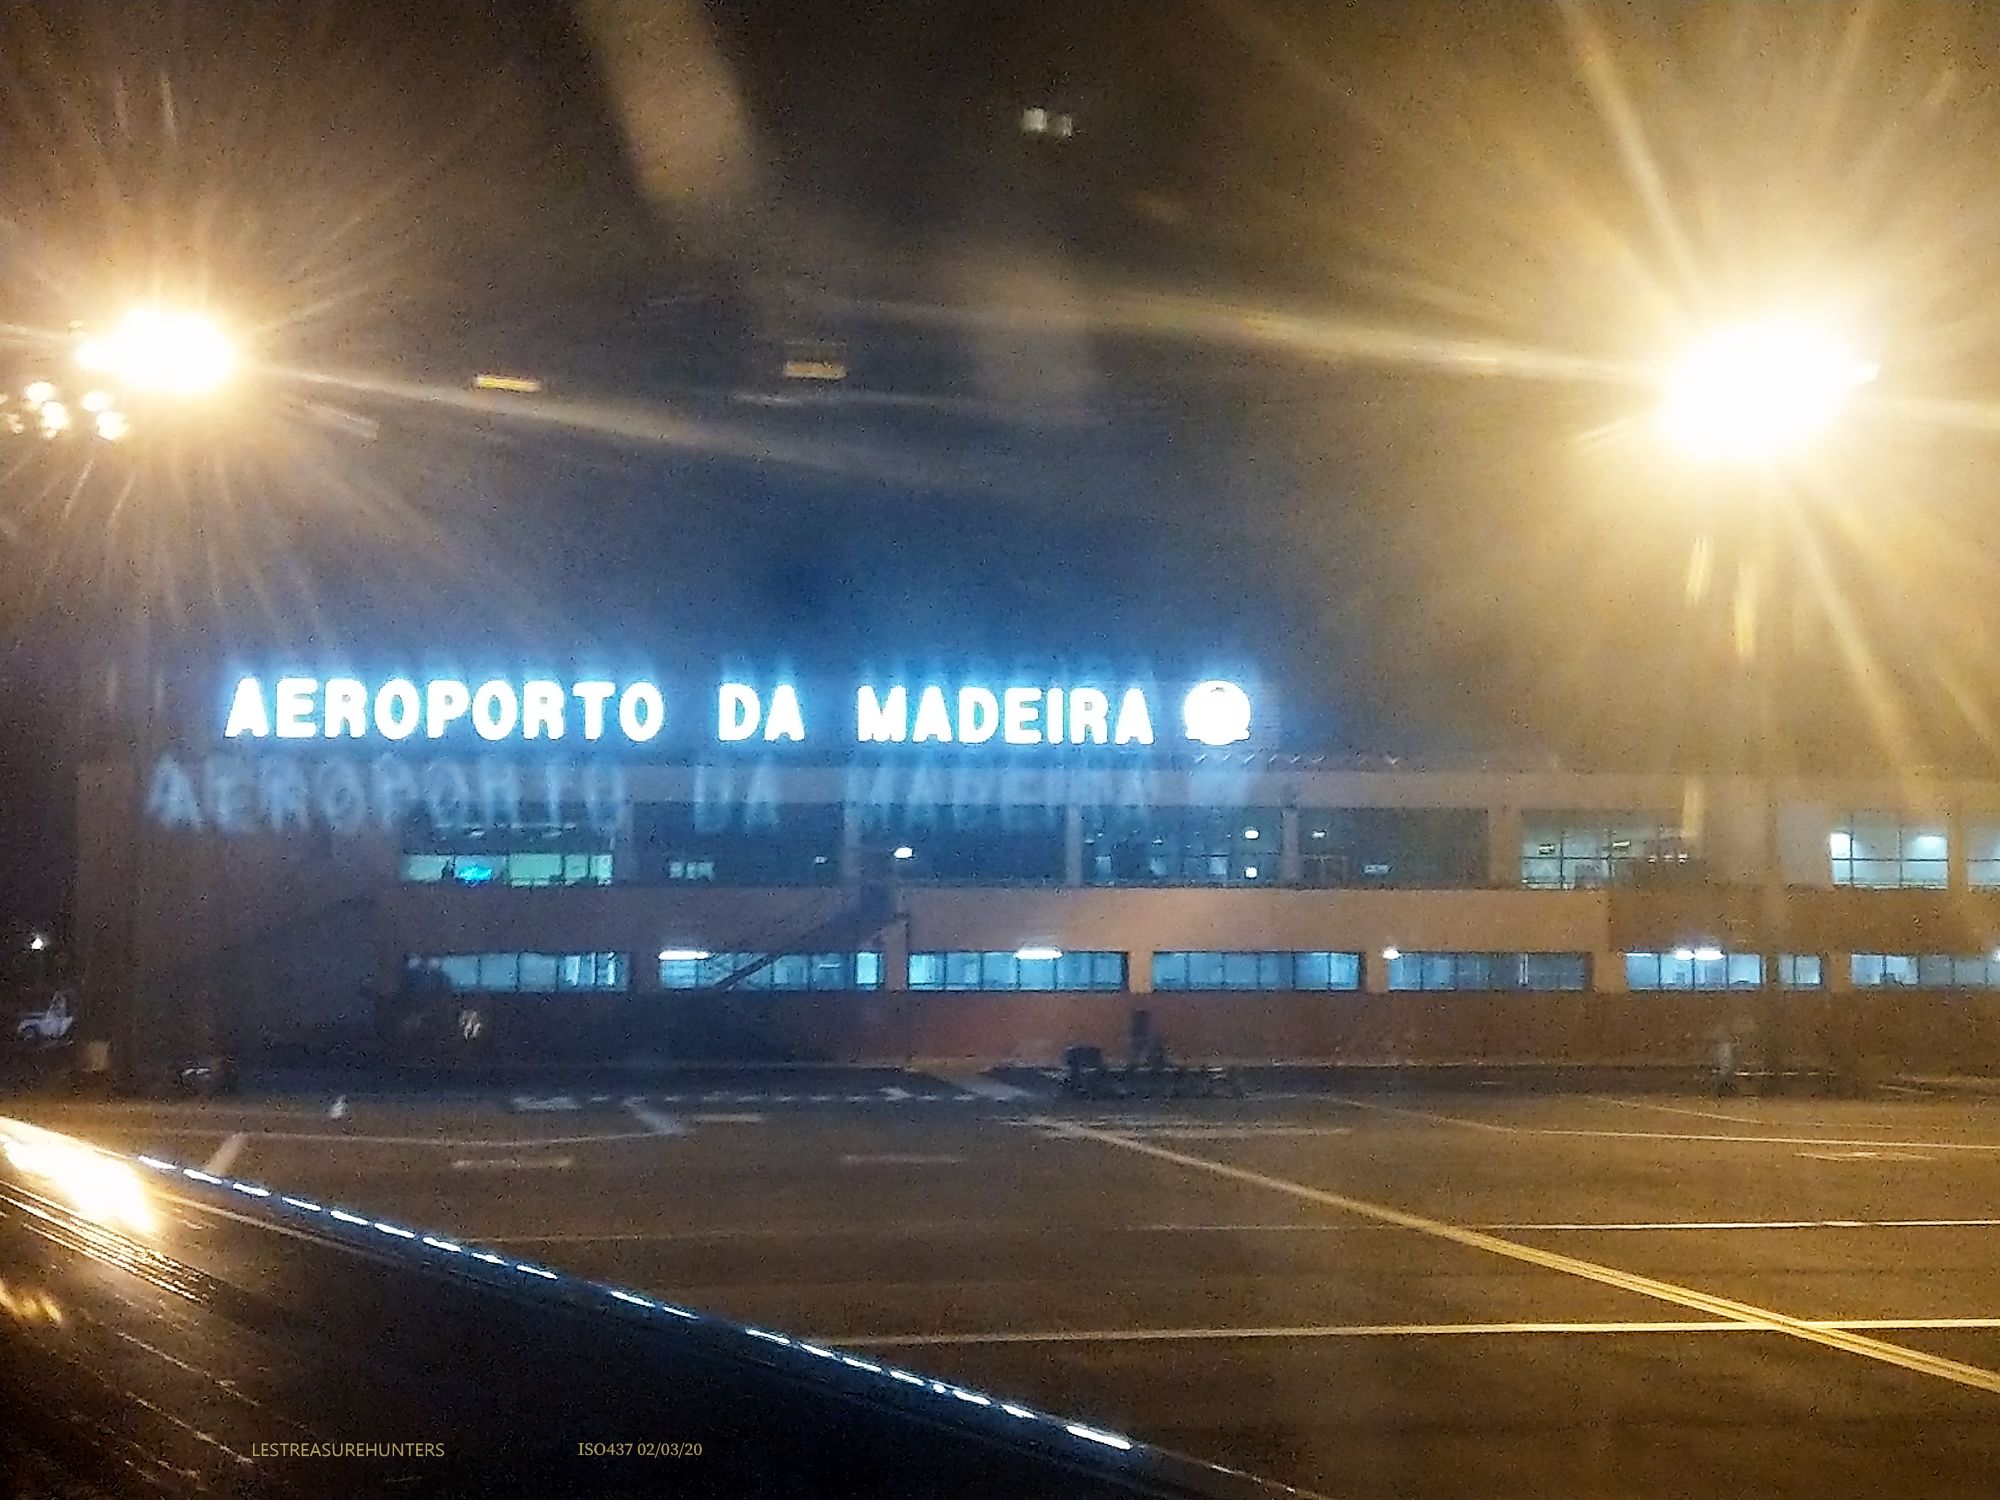 AEROPORTO DA MADEIRA
LESTREASUREHUNTERS ISO437 02/03/20